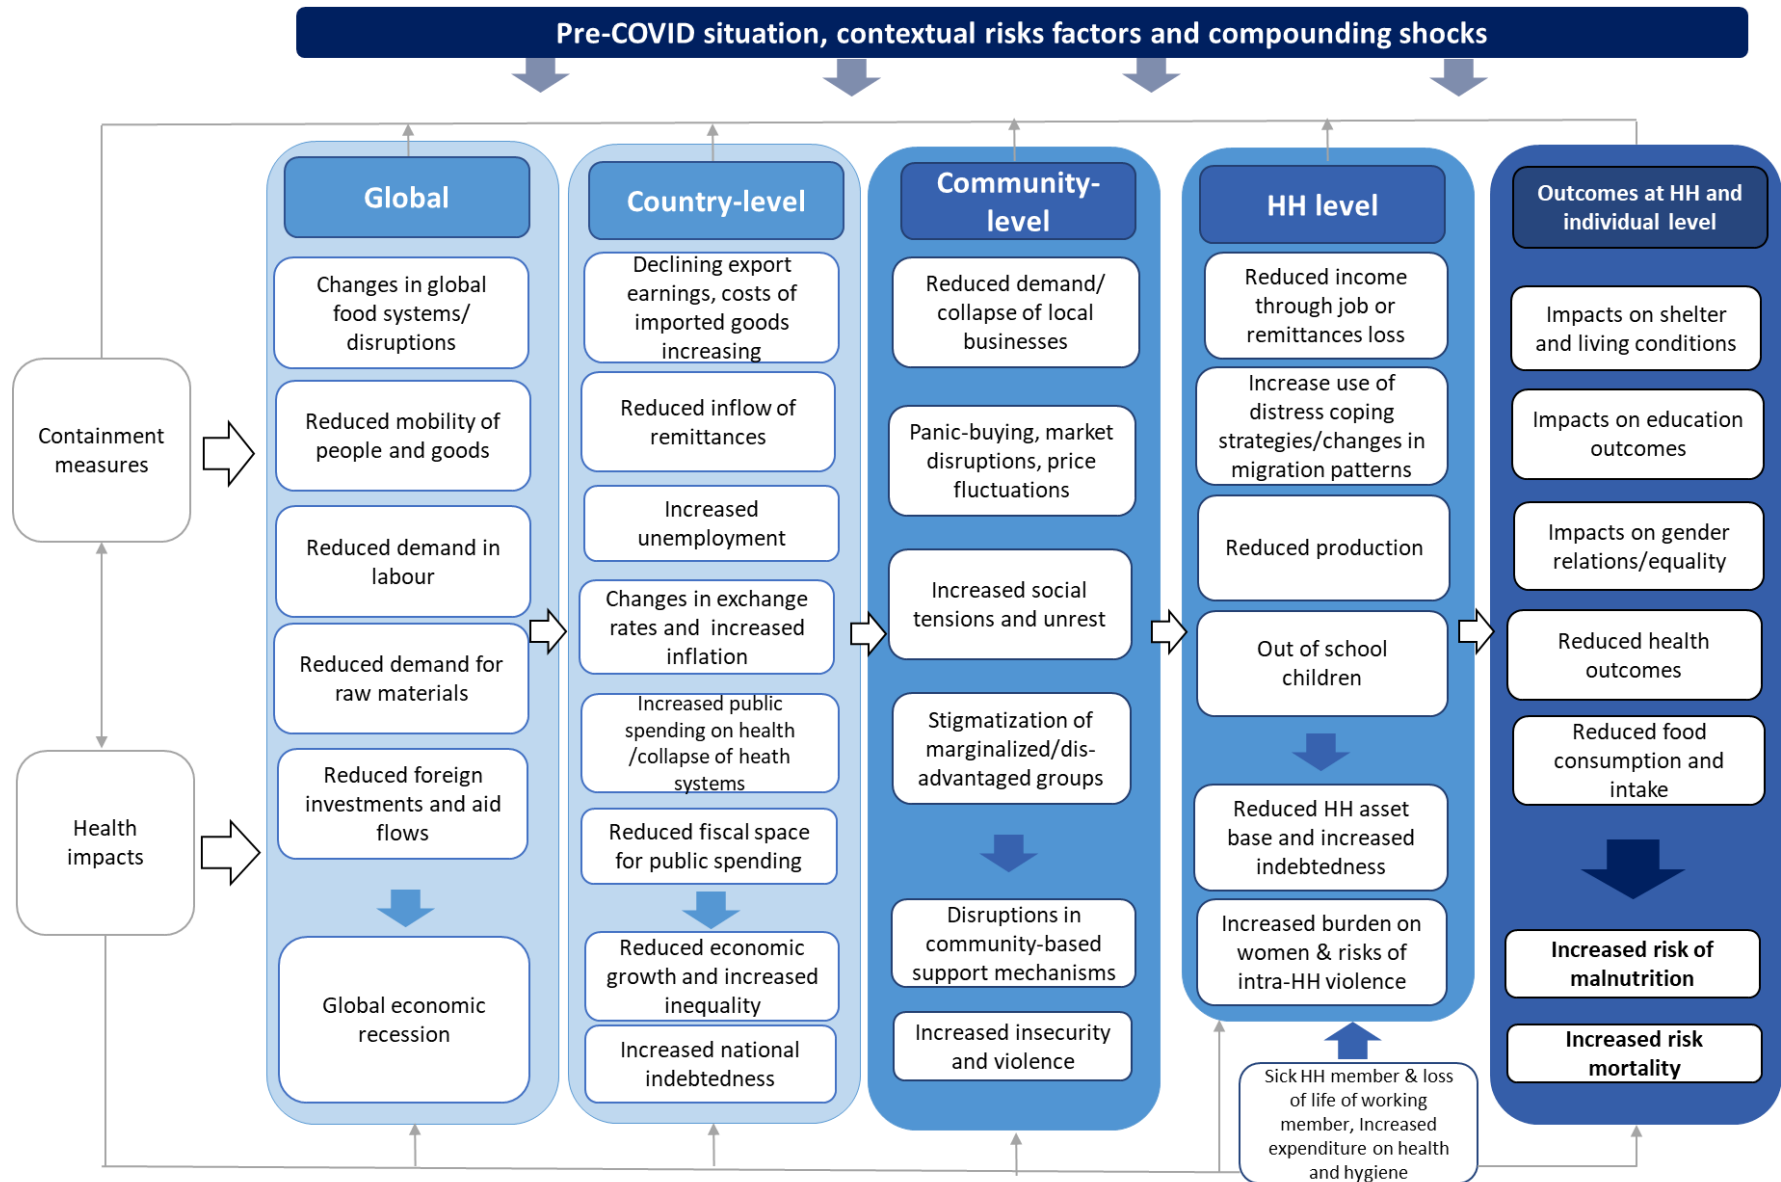 Pre-COVID situation, contextual risks factors and compounding shocks
Containment
measures
Health
impacts
Global
Changes in global
food systems/
disruptions
Reduced mobility of
people and goods
Reduced demand in
labour
Reduced demand for
raw materials
Reduced foreign
investments and aid
flows
Global economic
recession
Country-level
Declining export
earnings, costs of
imported goods
increasing
Reduced inflow of
remittances
Increased
unemployment
Changes in exchange
rates and increased
inflation
Increased public
spending on health
/collapse of heath
systems
Reduced fiscal space
for public spending
Reduced economic
growth and increased
inequality
Increased national
indebtedness
Community-
level
Reduced demand/
collapse of local
businesses
Panic-buying, market
disruptions, price
fluctuations
Increased social
tensions and unrest
Stigmatization of
marginalized/dis-
advantaged groups
Disruptions in
community-based
support mechanisms
Increased insecurity
and violence
HH level
Reduced income
through job or
remittances loss
Increase use of
distress coping
strategies/changes in
migration patterns
Reduced production
Out of school
children
Reduced HH asset
base and increased
indebtedness
Increased burden on
women & risks of
intra-HH violence
Sick HH member & loss
of life of working
member, Increased
expenditure on health
and hygiene
Outcomes at HH and
individual level
Impacts on shelter
and living conditions
Impacts on education
outcomes
Impacts on gender
relations/equality
Reduced health
outcomes
Reduced food
consumption and
intake
Increased risk of
malnutrition
Increased risk
mortality